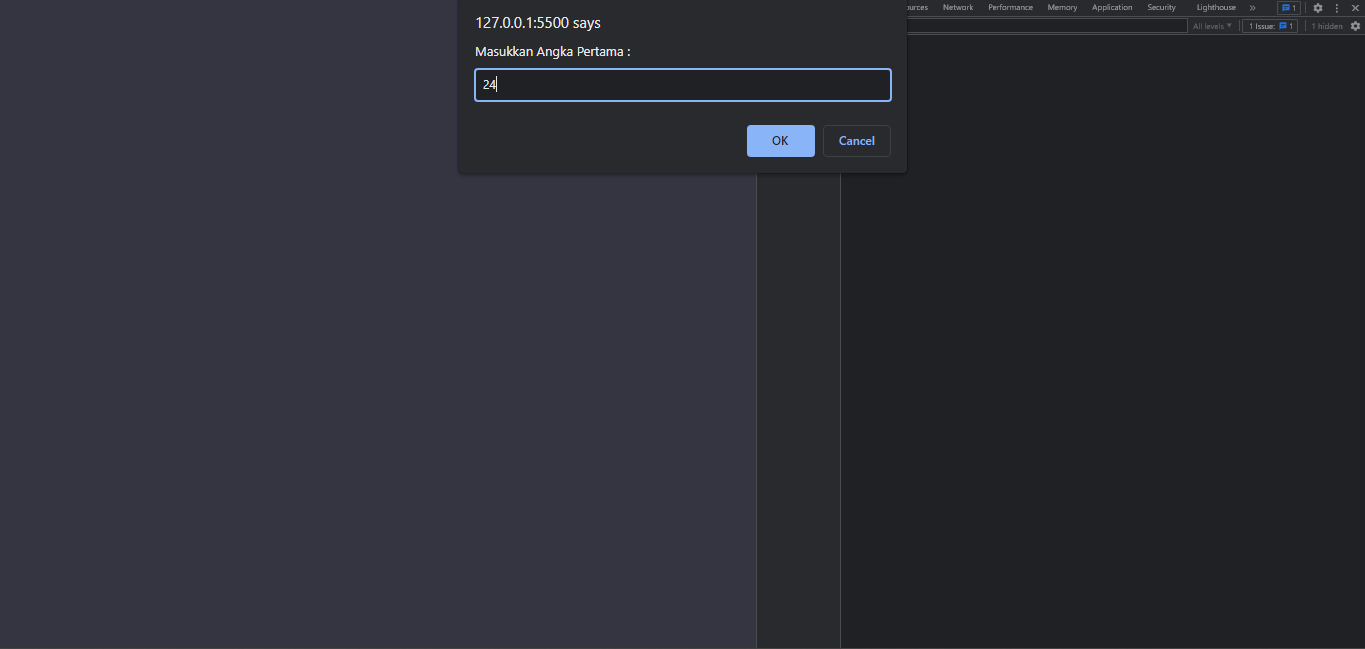 127.0.0.1:5500 says
Masukkan Angka Pertama :
24
OK
Cancel
Network Performance Memory Application Security Lighthouse » 1
All levels ▼ 1 Issue: 1 1 hidden